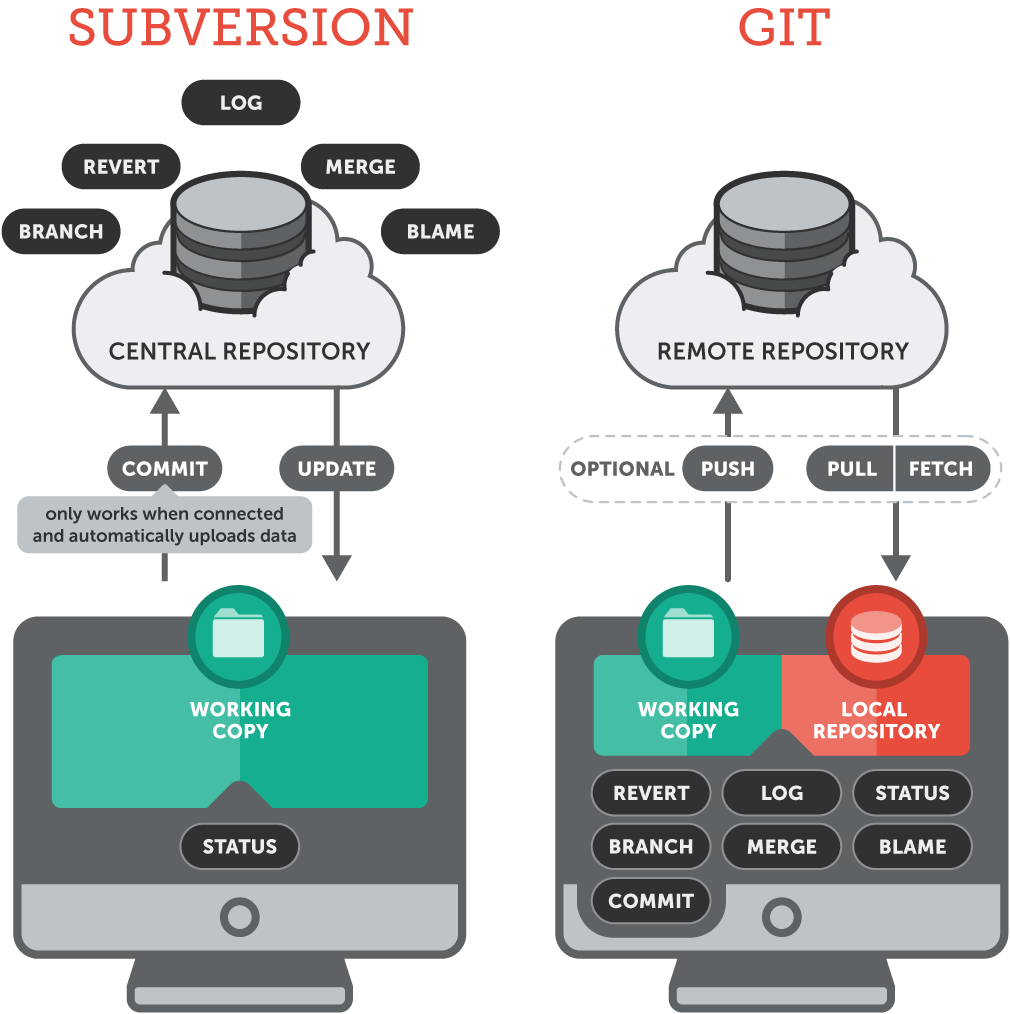 SUBVERSION
LOG
REVERT
MERGE
BRANCH
BLAME
CENTRAL REPOSITORY
COMMIT
UPDATE
only works when connected
and automatically uploads data
WORKING
COPY
STATUS
GIT
REMOTE REPOSITORY
OPTIONAL
PUSH
PULL
FETCH
WORKING
COPY
LOCAL
REPOSITORY
REVERT
LOG
STATUS
BRANCH
MERGE
BLAME
COMMIT